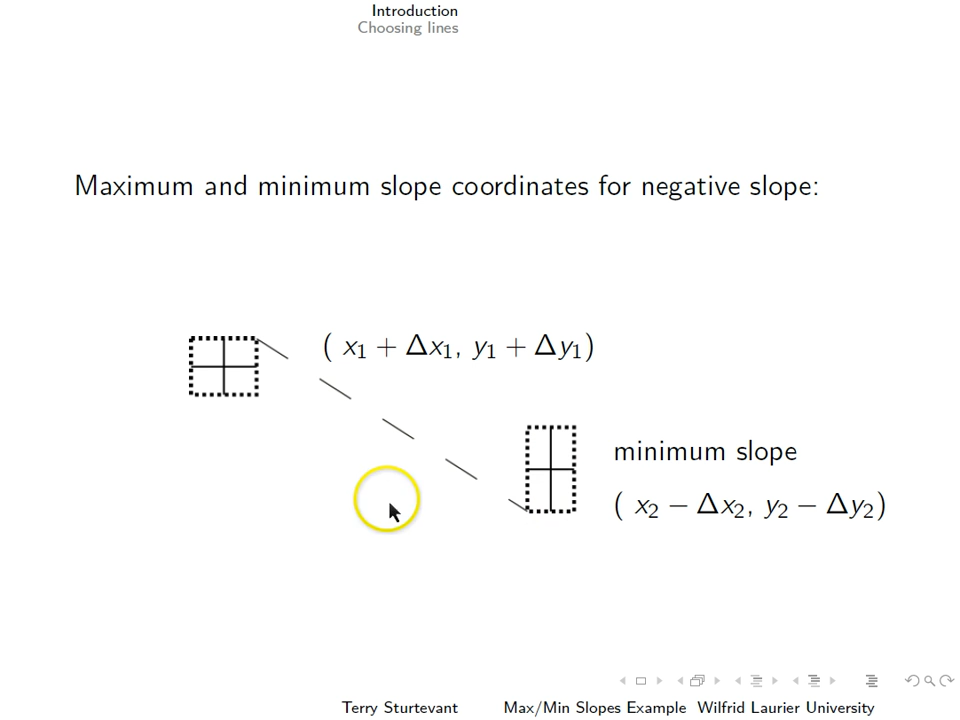 Introduction
Choosing lines
Maximum and minimum slope coordinates for negative slope:
( x₁ + Δx₁, y₁ + Δy₁)
minimum slope
( x₂ − Δx₂, y₂ − Δy₂)
Terry Sturtevant Max/Min Slopes Example Wilfrid Laurier University